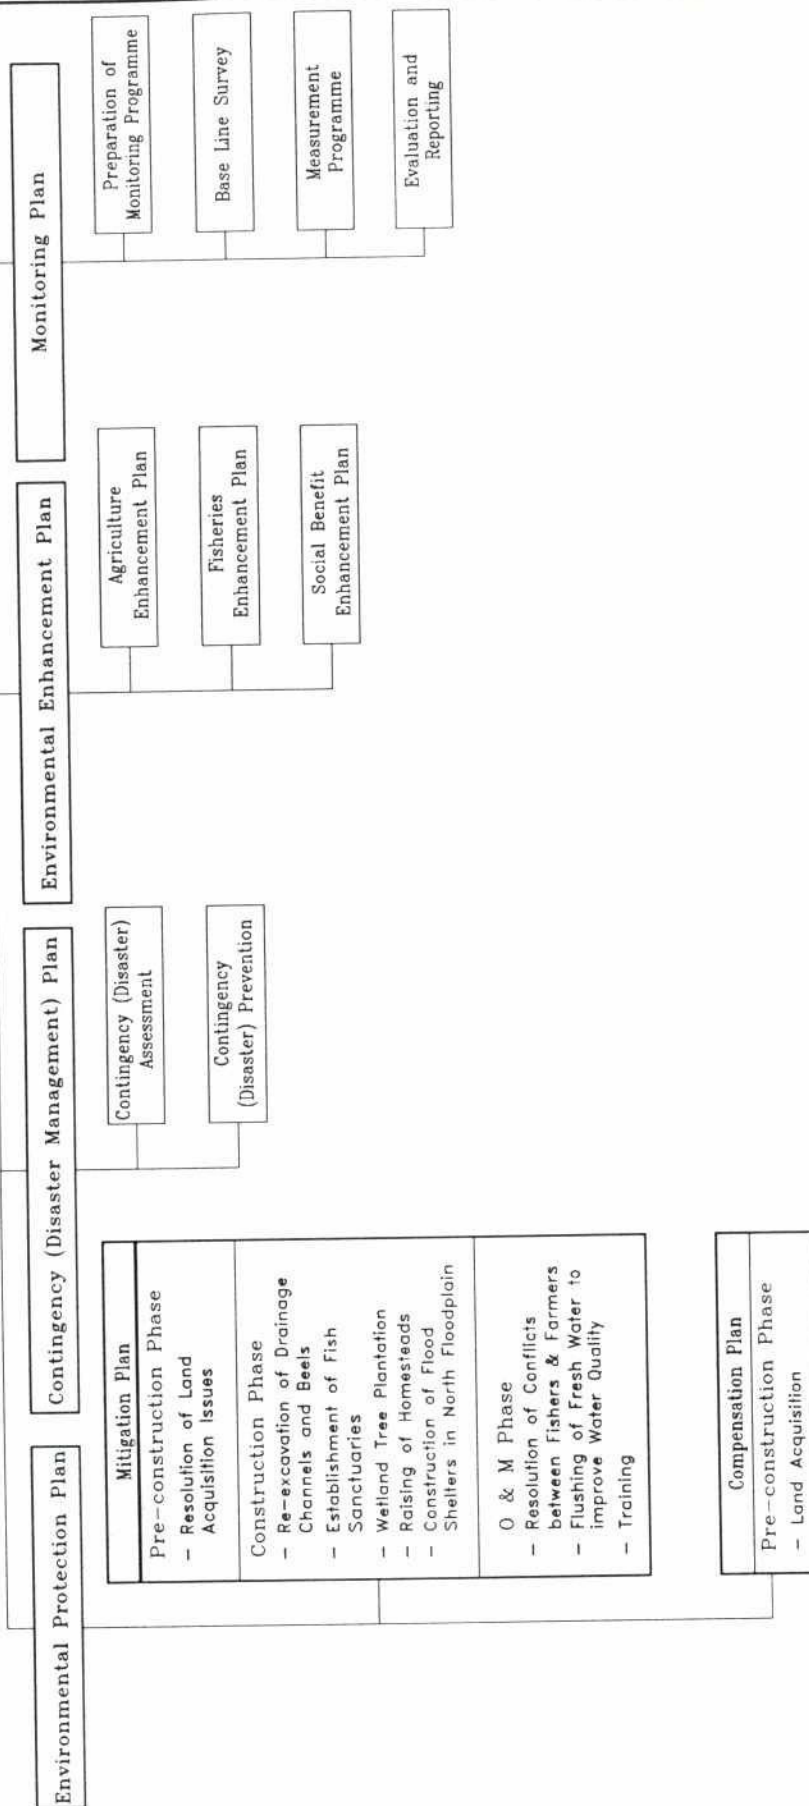 Environmental Protection Plan
Mitigation Plan
Pre-construction Phase
- Resolution of Land
Acquisition Issues
Construction Phase
- Re-excavation of Drainage
Channels and Beels
- Establishment of Fish
Sanctuaries
- Wetland Tree Plantation
- Raising of Homesteads
- Construction of Flood
Shelters in North Floodplain
O & M Phase
- Resolution of Conflicts
between Fishers & Farmers
- Flushing of Fresh Water to
improve Water Quality
- Training
Compensation Plan
Pre-construction Phase
- Land Acquisition
Contingency (Disaster Management) Plan
Contingency (Disaster)
Assessment
Contingency
(Disaster) Prevention
Environmental Enhancement Plan
Agriculture
Enhancement Plan
Fisheries
Enhancement Plan
Social Benefit
Enhancement Plan
Monitoring Plan
Preparation of
Monitoring Programme
Base Line Survey
Measurement
Programme
Evaluation and
Reporting